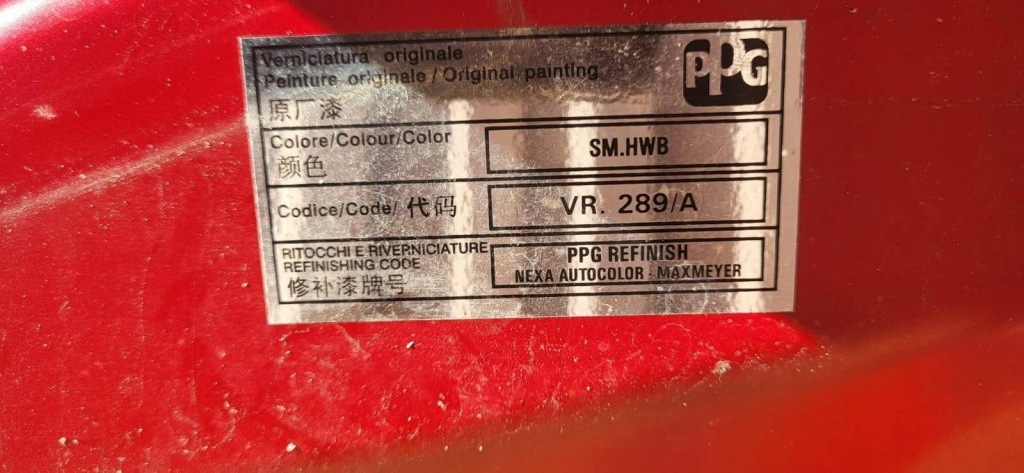 Verniciatura originale
Peinture originale / Original painting
PPG
原厂漆
Colore/Colour/Color
颜色
SM.HWB
Codice/Code/ 代码
VR. 289/A
RITOCCHI E RIVERNICIATURE
REFINISHING CODE
修补漆牌号
PPG REFINISH
NEXA AUTOCOLOR - MAXMEYER